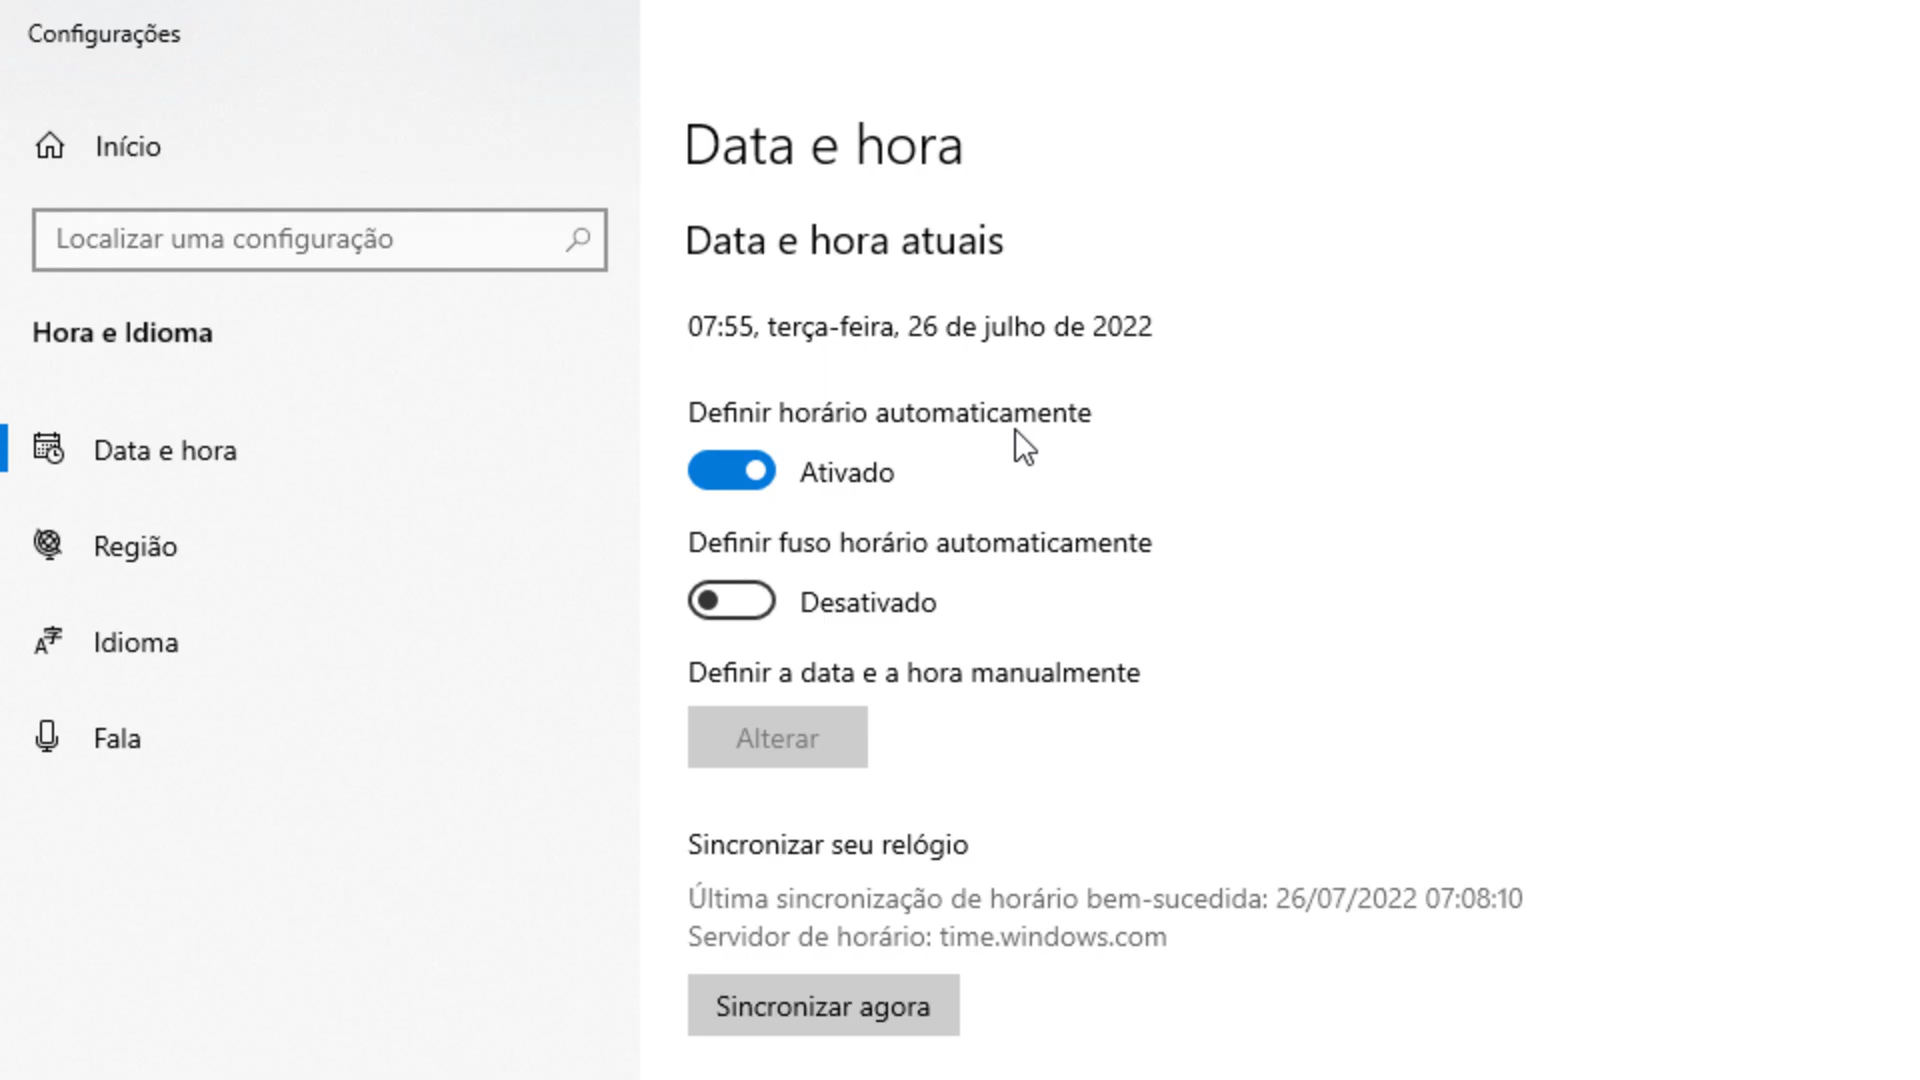 Configurações
Início
Localizar uma configuração
Hora e Idioma
Data e hora
Região
Idioma
Fala
Data e hora
Data e hora atuais
07:55, terça-feira, 26 de julho de 2022
Definir horário automaticamente
Ativado
Definir fuso horário automaticamente
Desativado
Definir a data e a hora manualmente
Alterar
Sincronizar seu relógio
Última sincronização de horário bem-sucedida: 26/07/2022 07:08:10
Servidor de horário: time.windows.com
Sincronizar agora